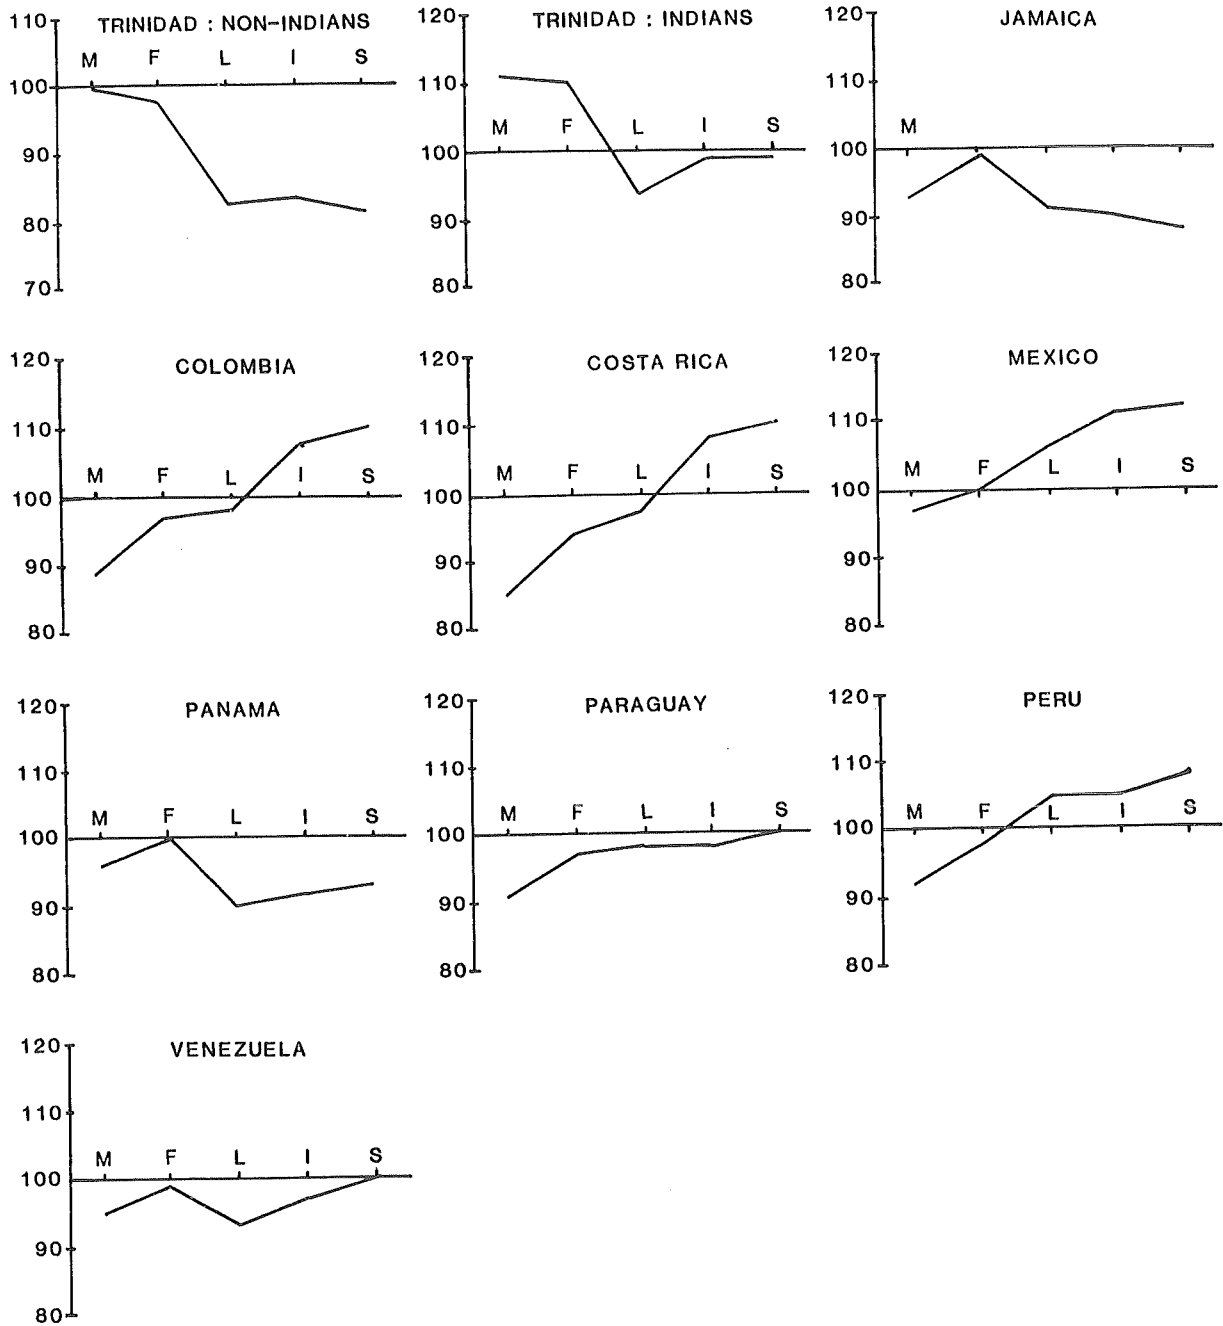 TRINIDAD : NON-INDIANS
110
M F L I S
100
90
80
70
TRINIDAD : INDIANS
120
110
M F L I S
100
90
80
JAMAICA
120
110
M
100
90
80
COLOMBIA
120
110
M F L I S
100
90
80
COSTA RICA
120
110
M F L I S
100
90
80
MEXICO
120
110
M F L I S
100
90
80
PANAMA
120
110
M F L I S
100
90
80
PARAGUAY
120
110
M F L I S
100
90
80
PERU
120
110
M F L I S
100
90
80
VENEZUELA
120
110
M F L I S
100
90
80